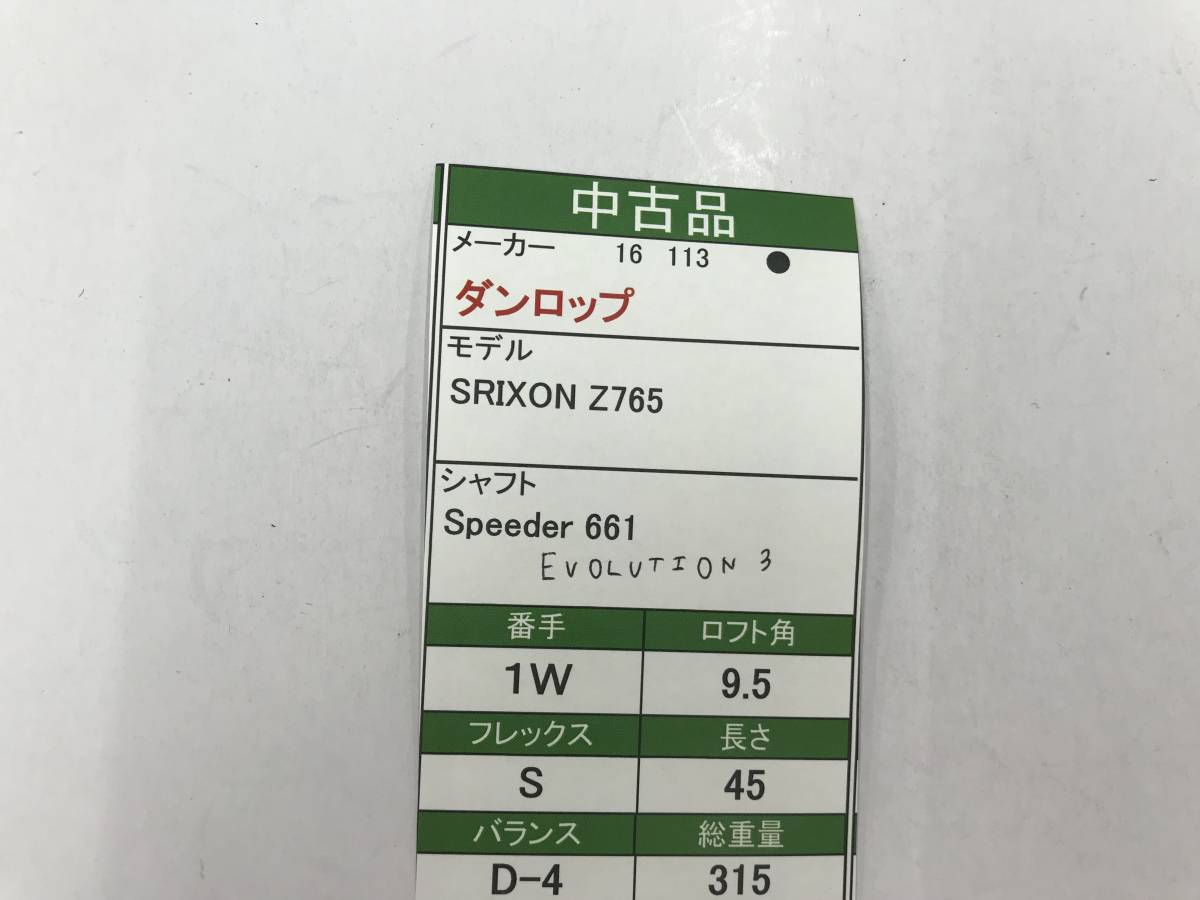 中古品
メーカー 16 113 ●
ダンロップ
モデル
SRIXON Z765
シャフト
Speeder 661
EVOLUTION 3
番手 ロフト角
1W 9.5
フレックス 長さ
S 45
バランス 総重量
D-4 315